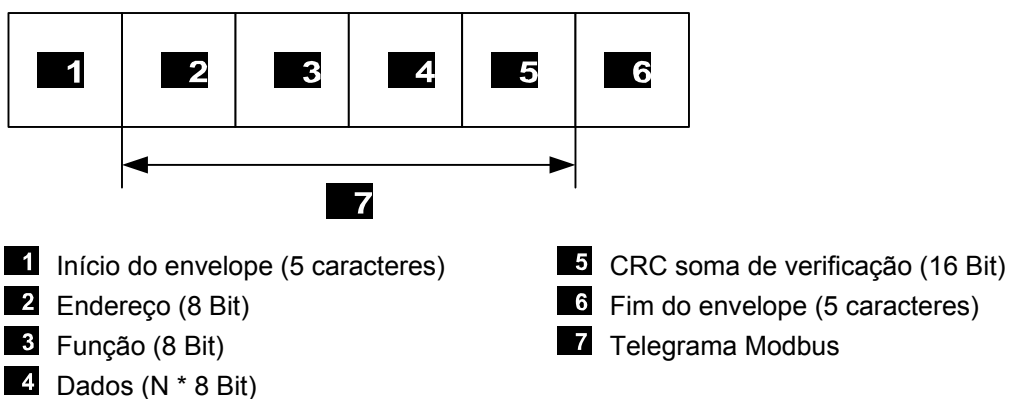 1 2 3 4 5 6
7
1 Início do envelope (5 caracteres)
2 Endereço (8 Bit)
3 Função (8 Bit)
4 Dados (N * 8 Bit)
5 CRC soma de verificação (16 Bit)
6 Fim do envelope (5 caracteres)
7 Telegrama Modbus